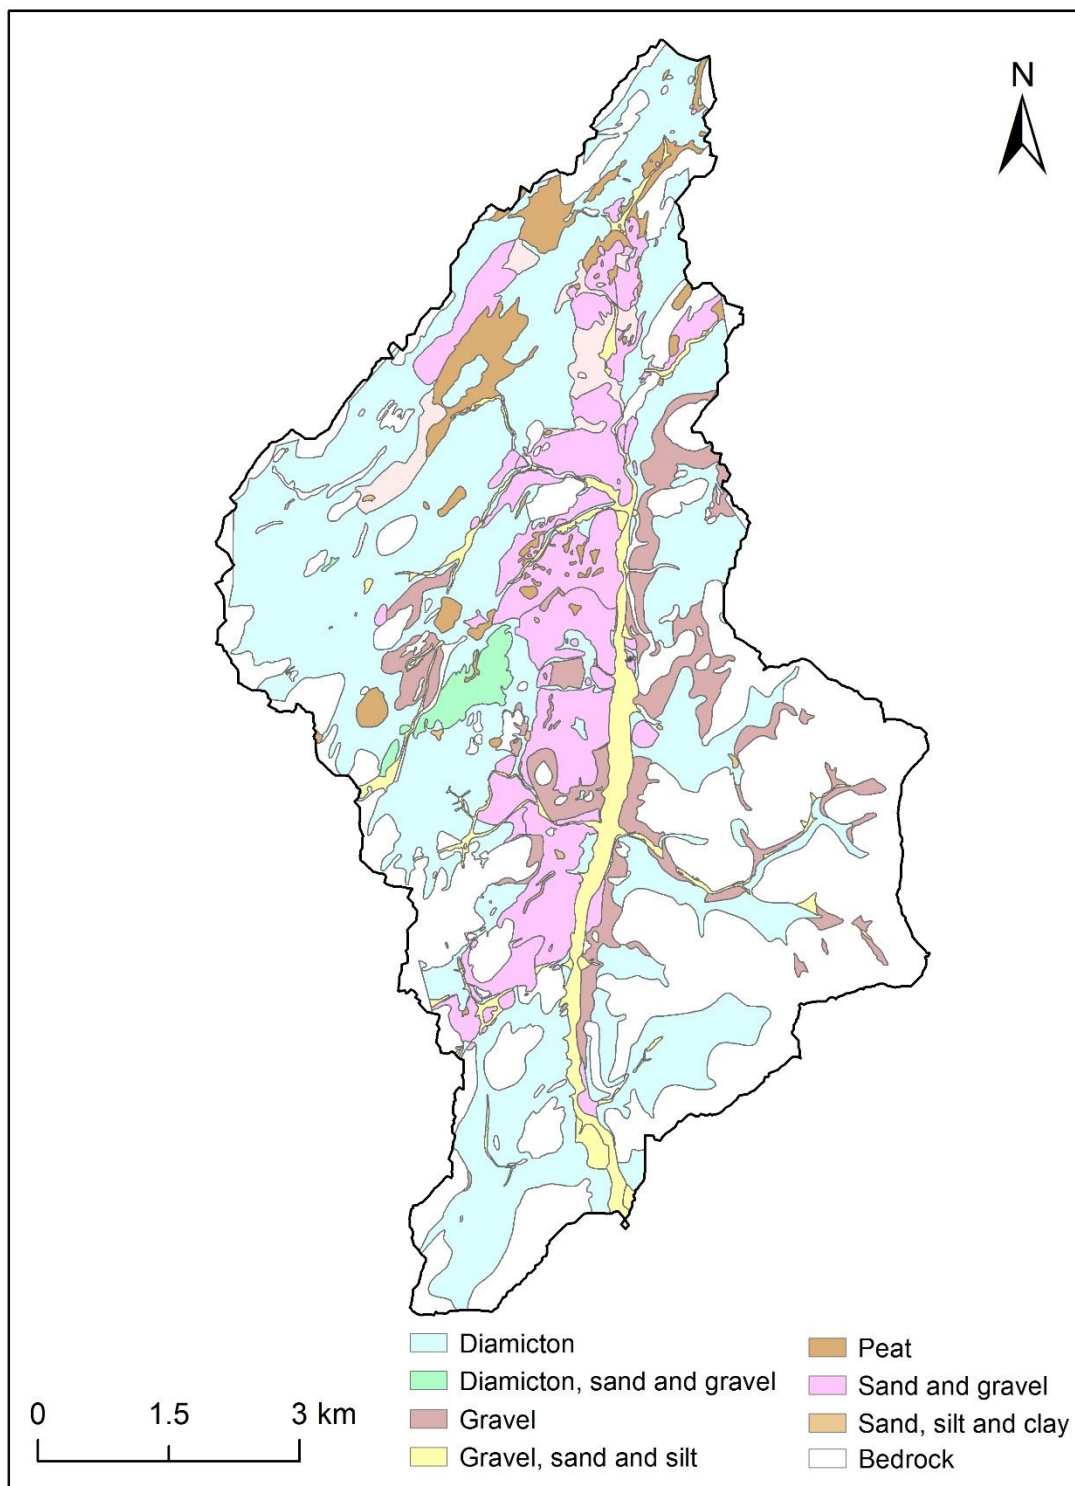 N
Diamicton
Diamicton, sand and gravel
Gravel
Gravel, sand and silt
Peat
Sand and gravel
Sand, silt and clay
Bedrock
0 1.5 3 km